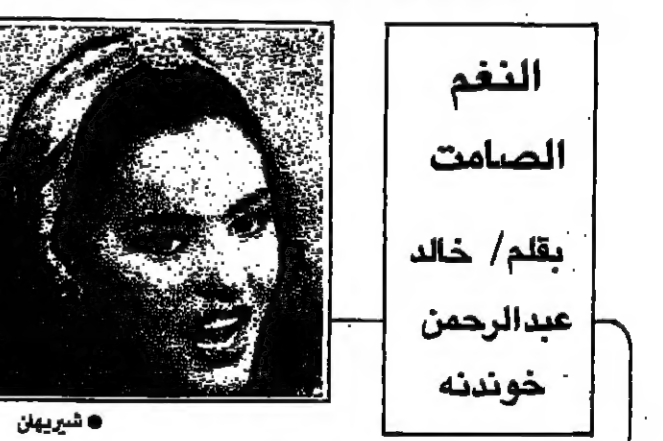 النغم
الصامت
بقلم/ خالد
عبدالرحمن
خوندنه
● شيريهان